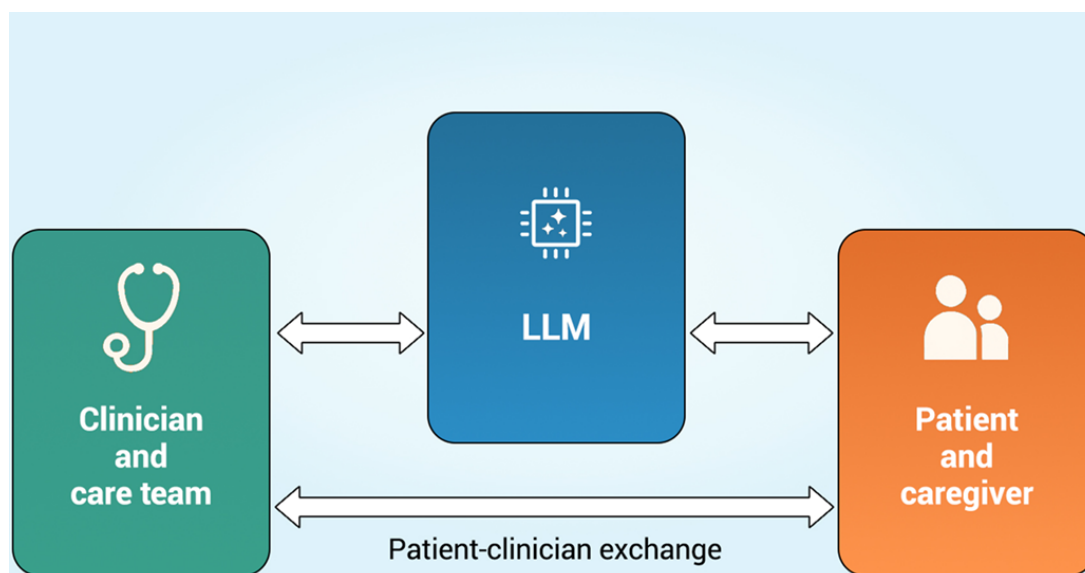 LLM
Clinician
and
care team
Patient
and
caregiver
Patient-clinician exchange